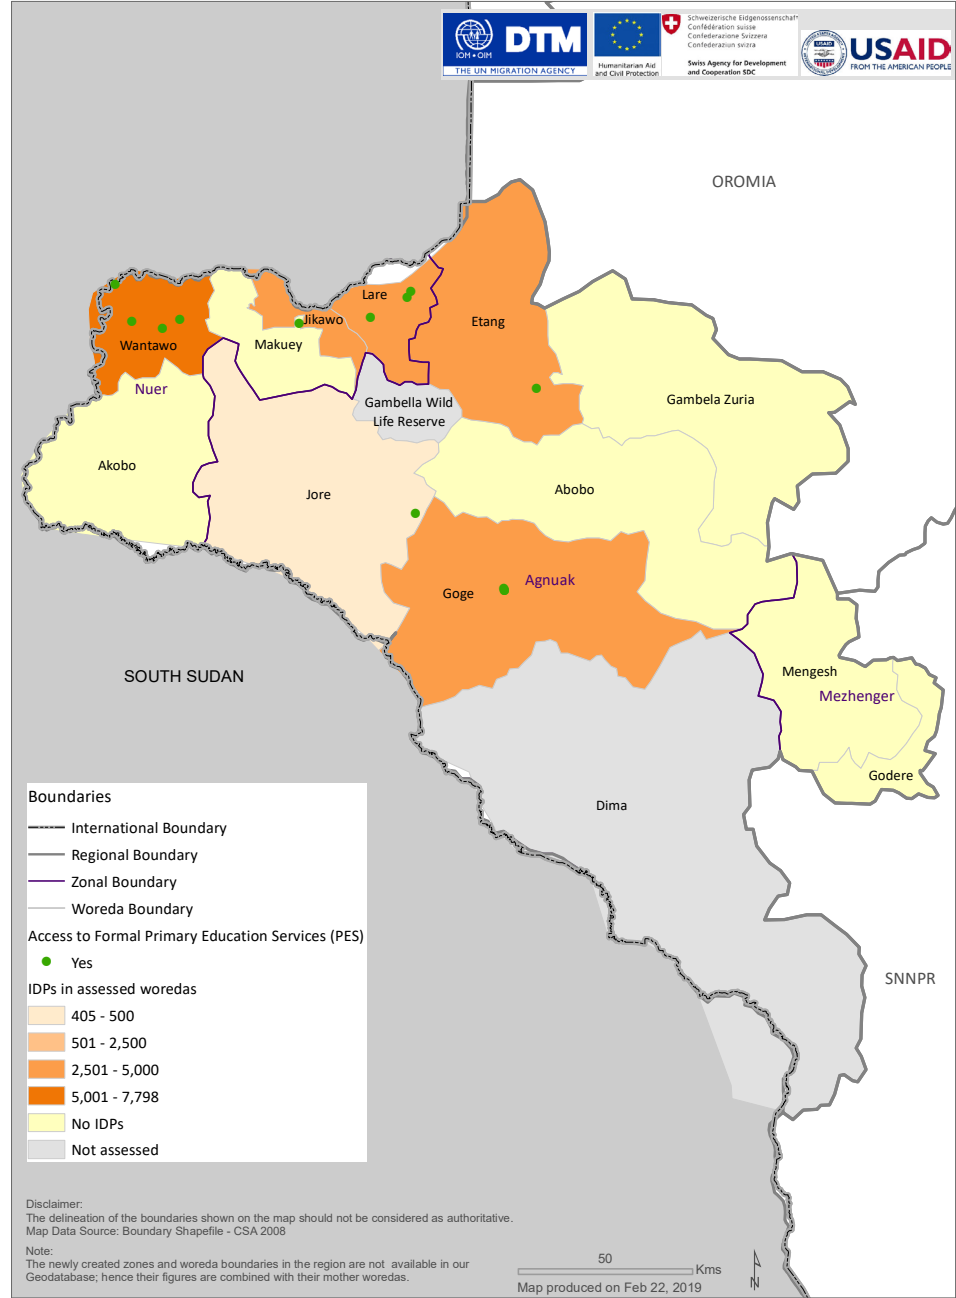 IOM • OIM
DTM
THE UN MIGRATION AGENCY
Humanitarian Aid
and Civil Protection
Schweizerische Eidgenossenschaft
Confédération suisse
Confederazione Svizzera
Confederaziun svizra
Swiss Agency for Development
and Cooperation SDC
USAID
USAID
FROM THE AMERICAN PEOPLE
OROMIA
Lare
Jikawo
Etang
Makuey
Wantawo
Nuer
Gambella Wild
Life Reserve
Gambela Zuria
Akobo
Jore
Abobo
Agnuak
Goge
SOUTH SUDAN
Mengesh
Mezhenger
Godere
Dima
SNNPR
Boundaries
International Boundary
Regional Boundary
Zonal Boundary
Woreda Boundary
Access to Formal Primary Education Services (PES)
Yes
IDPs in assessed woredas
405 - 500
501 - 2,500
2,501 - 5,000
5,001 - 7,798
No IDPs
Not assessed
Disclaimer:
The delineation of the boundaries shown on the map should not be considered as authoritative.
Map Data Source: Boundary Shapefile - CSA 2008
Note:
The newly created zones and woreda boundaries in the region are not available in our
Geodatabase; hence their figures are combined with their mother woredas.
50
Kms
Map produced on Feb 22, 2019
N